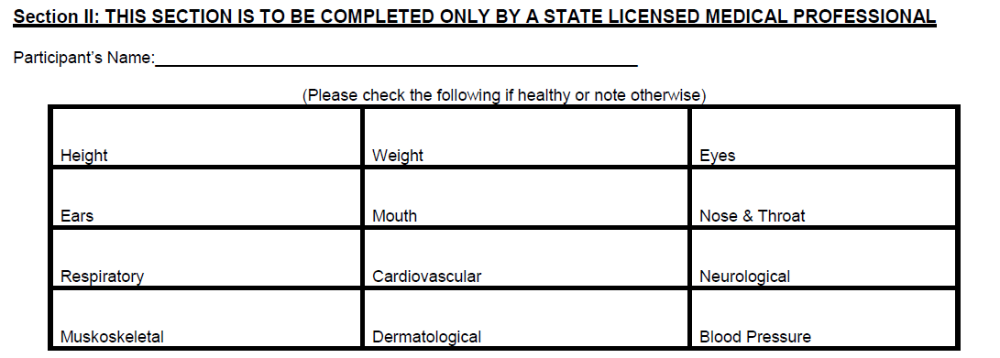 Section II: THIS SECTION IS TO BE COMPLETED ONLY BY A STATE LICENSED MEDICAL PROFESSIONAL
Participant's Name:
(Please check the following if healthy or note otherwise)
Height Weight Eyes
Ears Mouth Nose & Throat
Respiratory Cardiovascular Neurological
Muskoskeletal Dermatological Blood Pressure